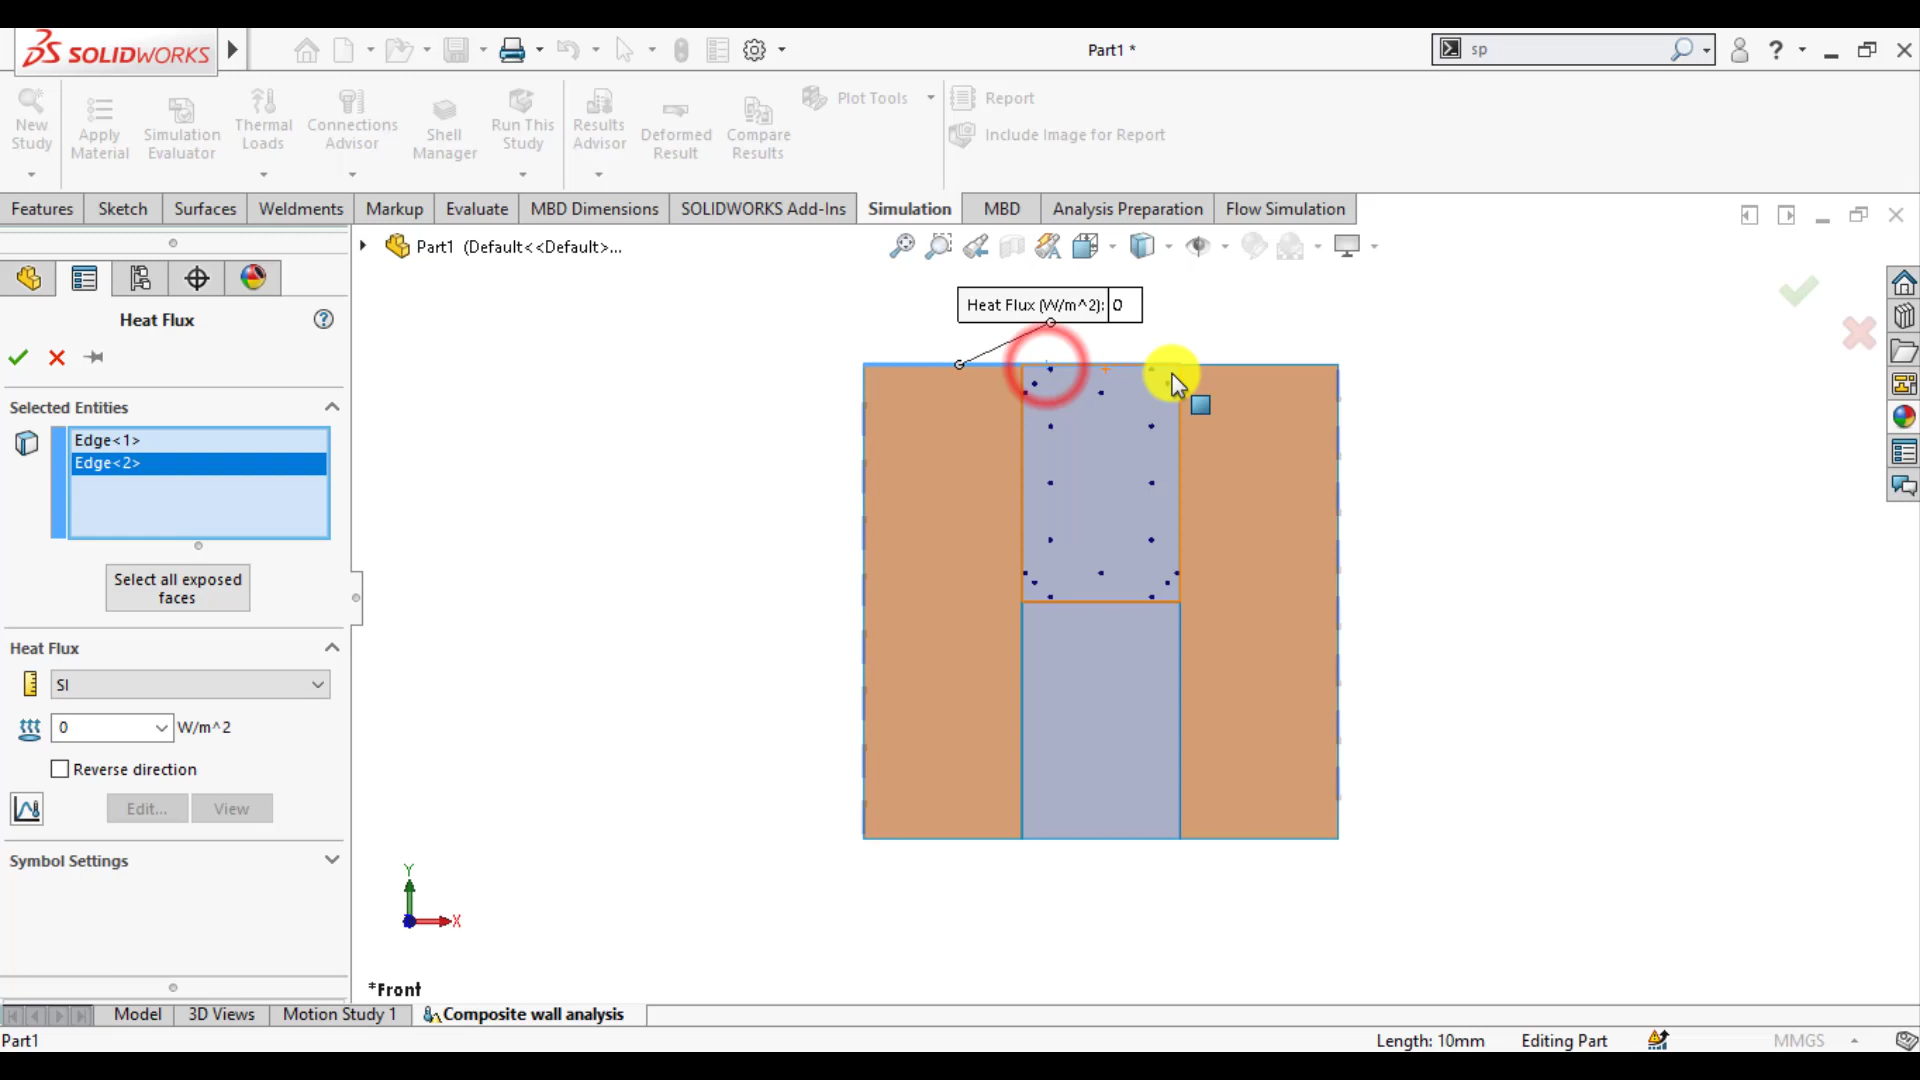 SOLIDWORKS
Part1 *
sp
New Study
Apply Material
Simulation Evaluator
Thermal Loads
Connections Advisor
Shell Manager
Run This Study
Results Advisor
Deformed Result
Compare Results
Plot Tools
Report
Include Image for Report
Features
Sketch
Surfaces
Weldments
Markup
Evaluate
MBD Dimensions
SOLIDWORKS Add-Ins
Simulation
MBD
Analysis Preparation
Flow Simulation
Part1 (Default<<Default>...
Heat Flux
Selected Entities
Edge<1>
Edge<2>
Select all exposed
faces
Heat Flux
SI
0 W/m^2
Reverse direction
Edit...
View
Symbol Settings
Heat Flux (W/m^2): 0
Y
X
*Front
Model
3D Views
Motion Study 1
Composite wall analysis
Part1
Length: 10mm
Editing Part
MMGS